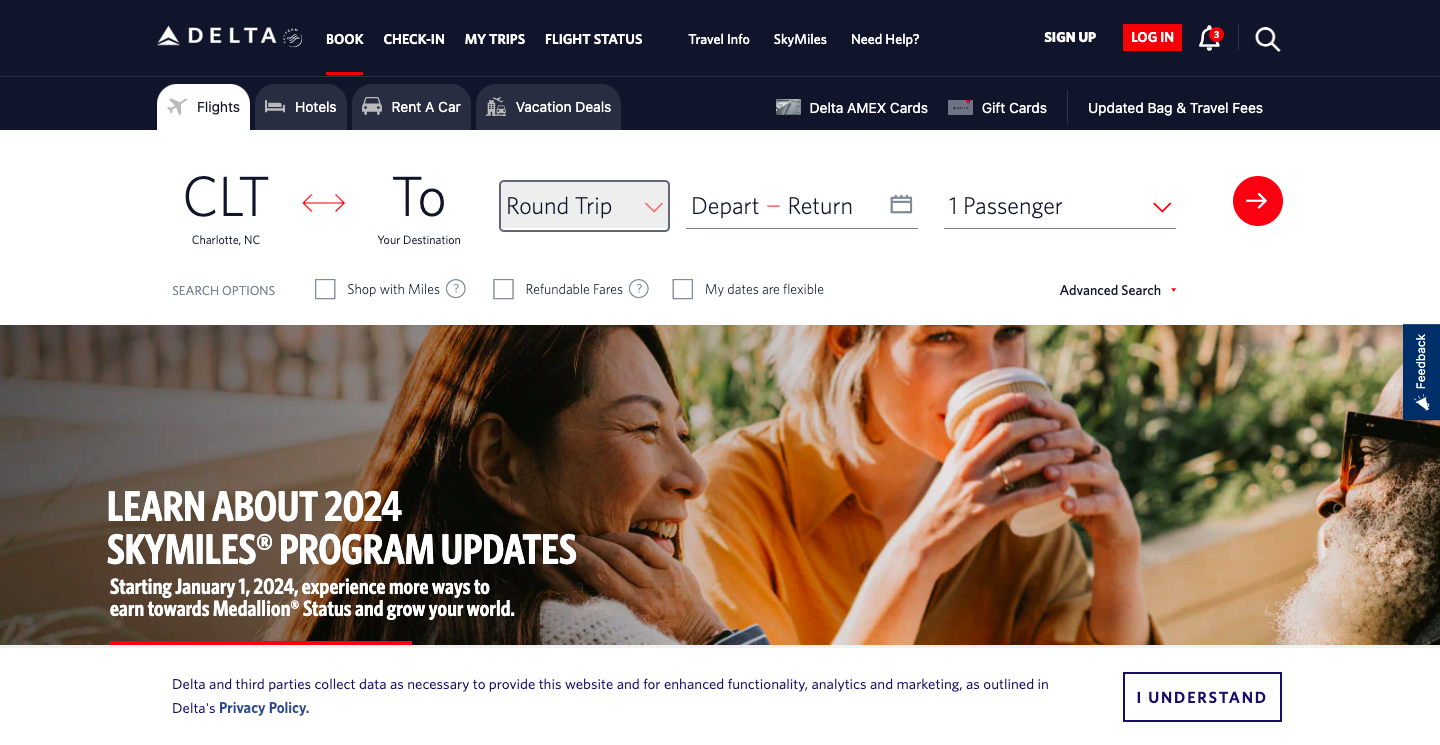 DELTA
BOOK CHECK-IN MY TRIPS FLIGHT STATUS Travel Info SkyMiles Need Help? SIGN UP LOG IN 3
Flights Hotels Rent A Car Vacation Deals Delta AMEX Cards Gift Cards Updated Bag & Travel Fees
CLT To Round Trip Depart – Return 1 Passenger
Charlotte, NC Your Destination
SEARCH OPTIONS Shop with Miles ? Refundable Fares ? My dates are flexible Advanced Search
Feedback
LEARN ABOUT 2024
SKYMILES® PROGRAM UPDATES
Starting January 1, 2024, experience more ways to
earn towards Medallion® Status and grow your world.
Delta and third parties collect data as necessary to provide this website and for enhanced functionality, analytics and marketing, as outlined in
Delta's Privacy Policy.
I UNDERSTAND